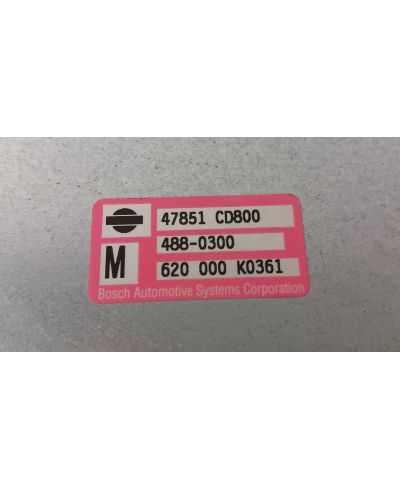 47851 CD800
488-0300
M
620 000 K0361
Bosch Automotive Systems Corporation